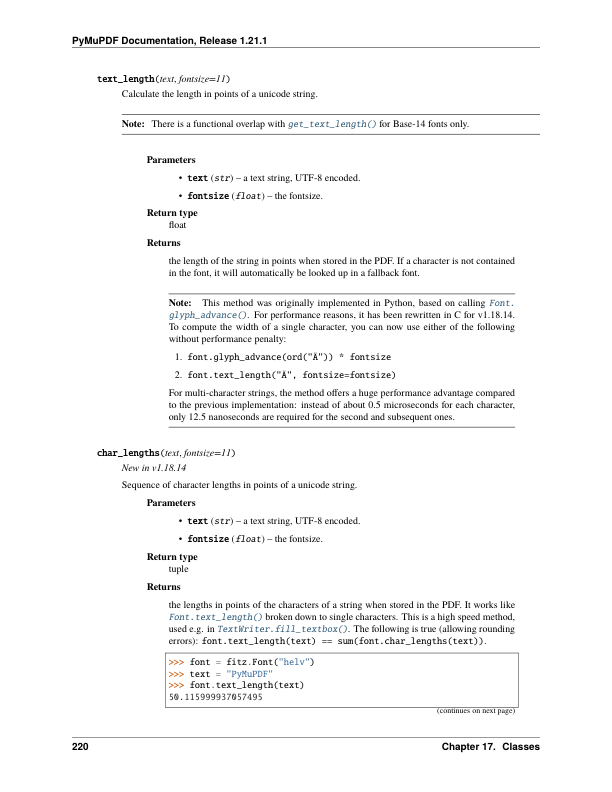 PyMuPDF Documentation, Release 1.21.1
text_length(text, fontsize=11)
Calculate the length in points of a unicode string.
Note: There is a functional overlap with get_text_length() for Base-14 fonts only.
Parameters
• text (str) – a text string, UTF-8 encoded.
• fontsize (float) – the fontsize.
Return type
float
Returns
the length of the string in points when stored in the PDF. If a character is not contained
in the font, it will automatically be looked up in a fallback font.
Note: This method was originally implemented in Python, based on calling Font.
glyph_advance(). For performance reasons, it has been rewritten in C for v1.18.14.
To compute the width of a single character, you can now use either of the following
without performance penalty:
1. font.glyph_advance(ord("Ä")) * fontsize
2. font.text_length("Ä", fontsize=fontsize)
For multi-character strings, the method offers a huge performance advantage compared
to the previous implementation: instead of about 0.5 microseconds for each character,
only 12.5 nanoseconds are required for the second and subsequent ones.
char_lengths(text, fontsize=11)
New in v1.18.14
Sequence of character lengths in points of a unicode string.
Parameters
• text (str) – a text string, UTF-8 encoded.
• fontsize (float) – the fontsize.
Return type
tuple
Returns
the lengths in points of the characters of a string when stored in the PDF. It works like
Font.text_length() broken down to single characters. This is a high speed method,
used e.g. in TextWriter.fill_textbox(). The following is true (allowing rounding
errors): font.text_length(text) == sum(font.char_lengths(text)).
>>> font = fitz.Font("helv")
>>> text = "PyMuPDF"
>>> font.text_length(text)
50.115999937057495
(continues on next page)
220
Chapter 17. Classes